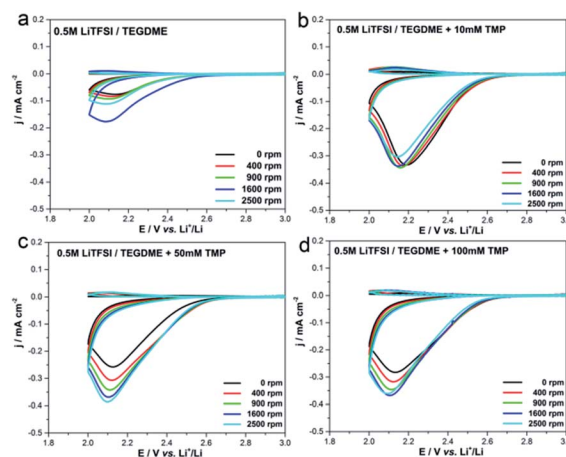 a
0.5M LiTFSI / TEGDME
j / mA cm⁻²
0.2
0.1
0.0
-0.1
-0.2
-0.3
-0.4
-0.5
0 rpm
400 rpm
900 rpm
1600 rpm
2500 rpm
2.0 2.2 2.4 2.6 2.8 3.0
E / V vs. Li⁺/Li
b
0.5M LiTFSI / TEGDME + 10mM TMP
j / mA cm⁻²
0.2
0.1
0.0
-0.1
-0.2
-0.3
-0.4
-0.5
0 rpm
400 rpm
900 rpm
1600 rpm
2500 rpm
2.0 2.2 2.4 2.6 2.8 3.0
E / V vs. Li⁺/Li
c
0.5M LiTFSI / TEGDME + 50mM TMP
j / mA cm⁻²
0.2
0.1
0.0
-0.1
-0.2
-0.3
-0.4
-0.5
0 rpm
400 rpm
900 rpm
1600 rpm
2500 rpm
2.0 2.2 2.4 2.6 2.8 3.0
E / V vs. Li⁺/Li
d
0.5M LiTFSI / TEGDME + 100mM TMP
j / mA cm⁻²
0.2
0.1
0.0
-0.1
-0.2
-0.3
-0.4
-0.5
0 rpm
400 rpm
900 rpm
1600 rpm
2500 rpm
2.0 2.2 2.4 2.6 2.8 3.0
E / V vs. Li⁺/Li